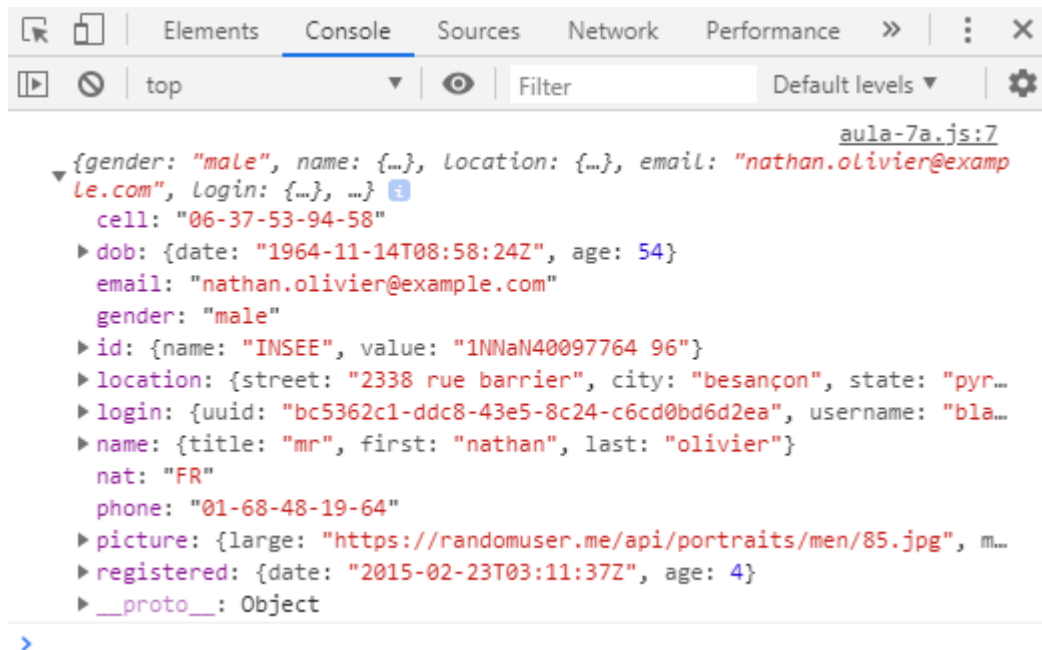 Elements Console Sources Network Performance »
top Filter Default levels
aula-7a.js:7
{gender: "male", name: {…}, location: {…}, email: "nathan.olivier@examp
le.com", login: {…}, …} i
cell: "06-37-53-94-58"
dob: {date: "1964-11-14T08:58:24Z", age: 54}
email: "nathan.olivier@example.com"
gender: "male"
id: {name: "INSEE", value: "1NNaN40097764 96"}
location: {street: "2338 rue barrier", city: "besançon", state: "pyr…
login: {uuid: "bc5362c1-ddc8-43e5-8c24-c6cd0bd6d2ea", username: "bla…
name: {title: "mr", first: "nathan", last: "olivier"}
nat: "FR"
phone: "01-68-48-19-64"
picture: {large: "https://randomuser.me/api/portraits/men/85.jpg", m…
registered: {date: "2015-02-23T03:11:37Z", age: 4}
__proto__: Object